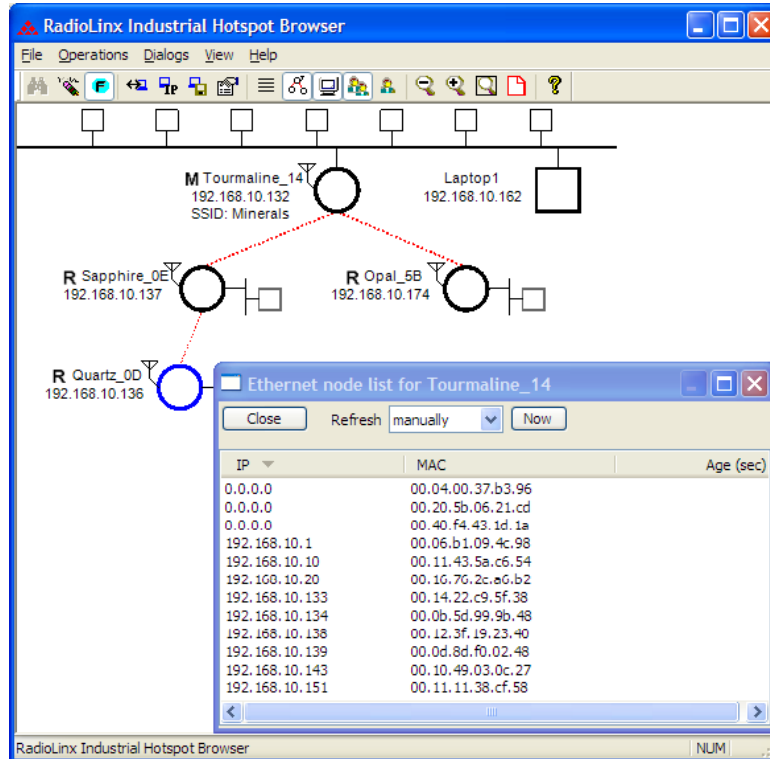 RadioLinx Industrial Hotspot Browser
File Operations Dialogs View Help
F IP ?
M Tourmaline_14
192.168.10.132
SSID: Minerals
Laptop1
192.168.10.162
R Sapphire_0E
192.168.10.137
R Opal_5B
192.168.10.174
R Quartz_0D
192.168.10.136
Ethernet node list for Tourmaline_14
Close Refresh manually Now
IP MAC Age (sec)
0.0.0.0 00.04.00.37.b3.96
0.0.0.0 00.20.5b.06.21.cd
0.0.0.0 00.40.f4.43.1d.1a
192.168.10.1 00.06.b1.09.4c.98
192.168.10.10 00.11.43.5a.c6.54
192.168.10.20 00.16.76.2c.a6.b2
192.168.10.133 00.14.22.c9.5f.38
192.168.10.134 00.0b.5d.99.9b.48
192.168.10.138 00.12.3f.19.23.40
192.168.10.139 00.0d.8d.f0.02.48
192.168.10.143 00.10.49.03.0c.27
192.168.10.151 00.11.11.38.cf.58
RadioLinx Industrial Hotspot Browser NUM